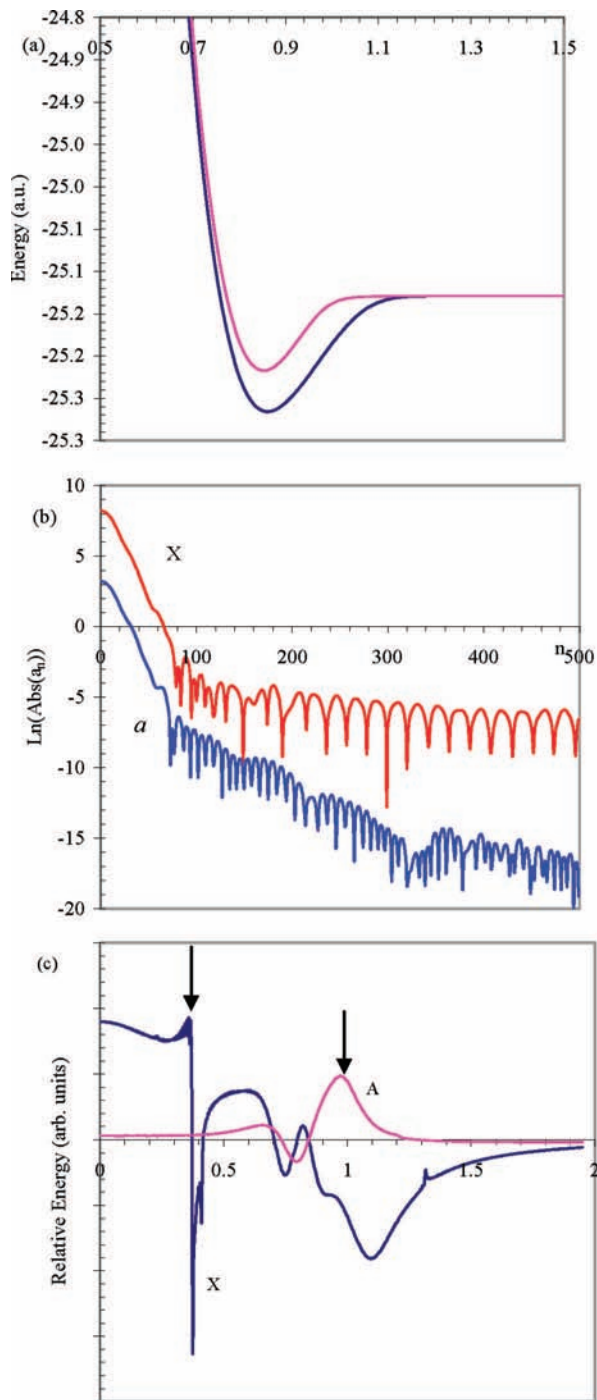 -24.8
0.5 0.7 0.9 1.1 1.3 1.5
(a)
-24.9
-24.9
-25.0
-25.0
-25.1
-25.1
-25.2
-25.2
-25.3
-25.3
Energy (a.u.)
10
(b)
X
5
0
0 100 200 300 400 n 500
-5
a
-10
-15
-20
Ln(Abs(aₙ))
(c)
A
0 0.5 1 1.5 2
X
Relative Energy (arb. units)